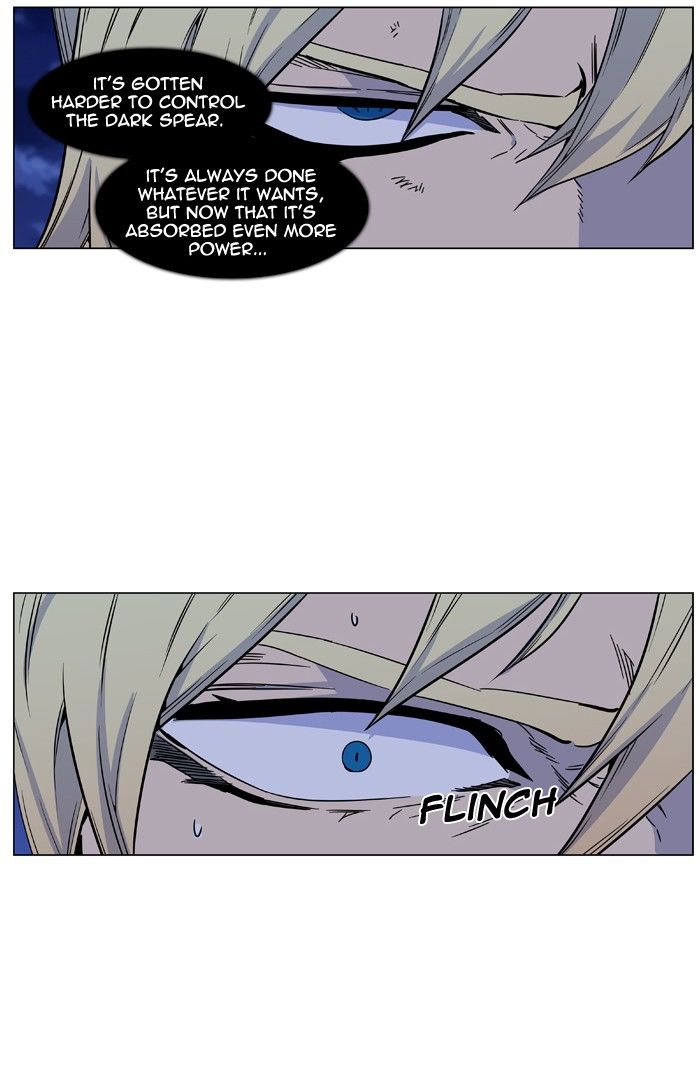 IT'S GOTTEN
HARDER TO CONTROL
THE DARK SPEAR.
IT'S ALWAYS DONE
WHATEVER IT WANTS,
BUT NOW THAT IT'S
ABSORBED EVEN MORE
POWER...
FLINCH